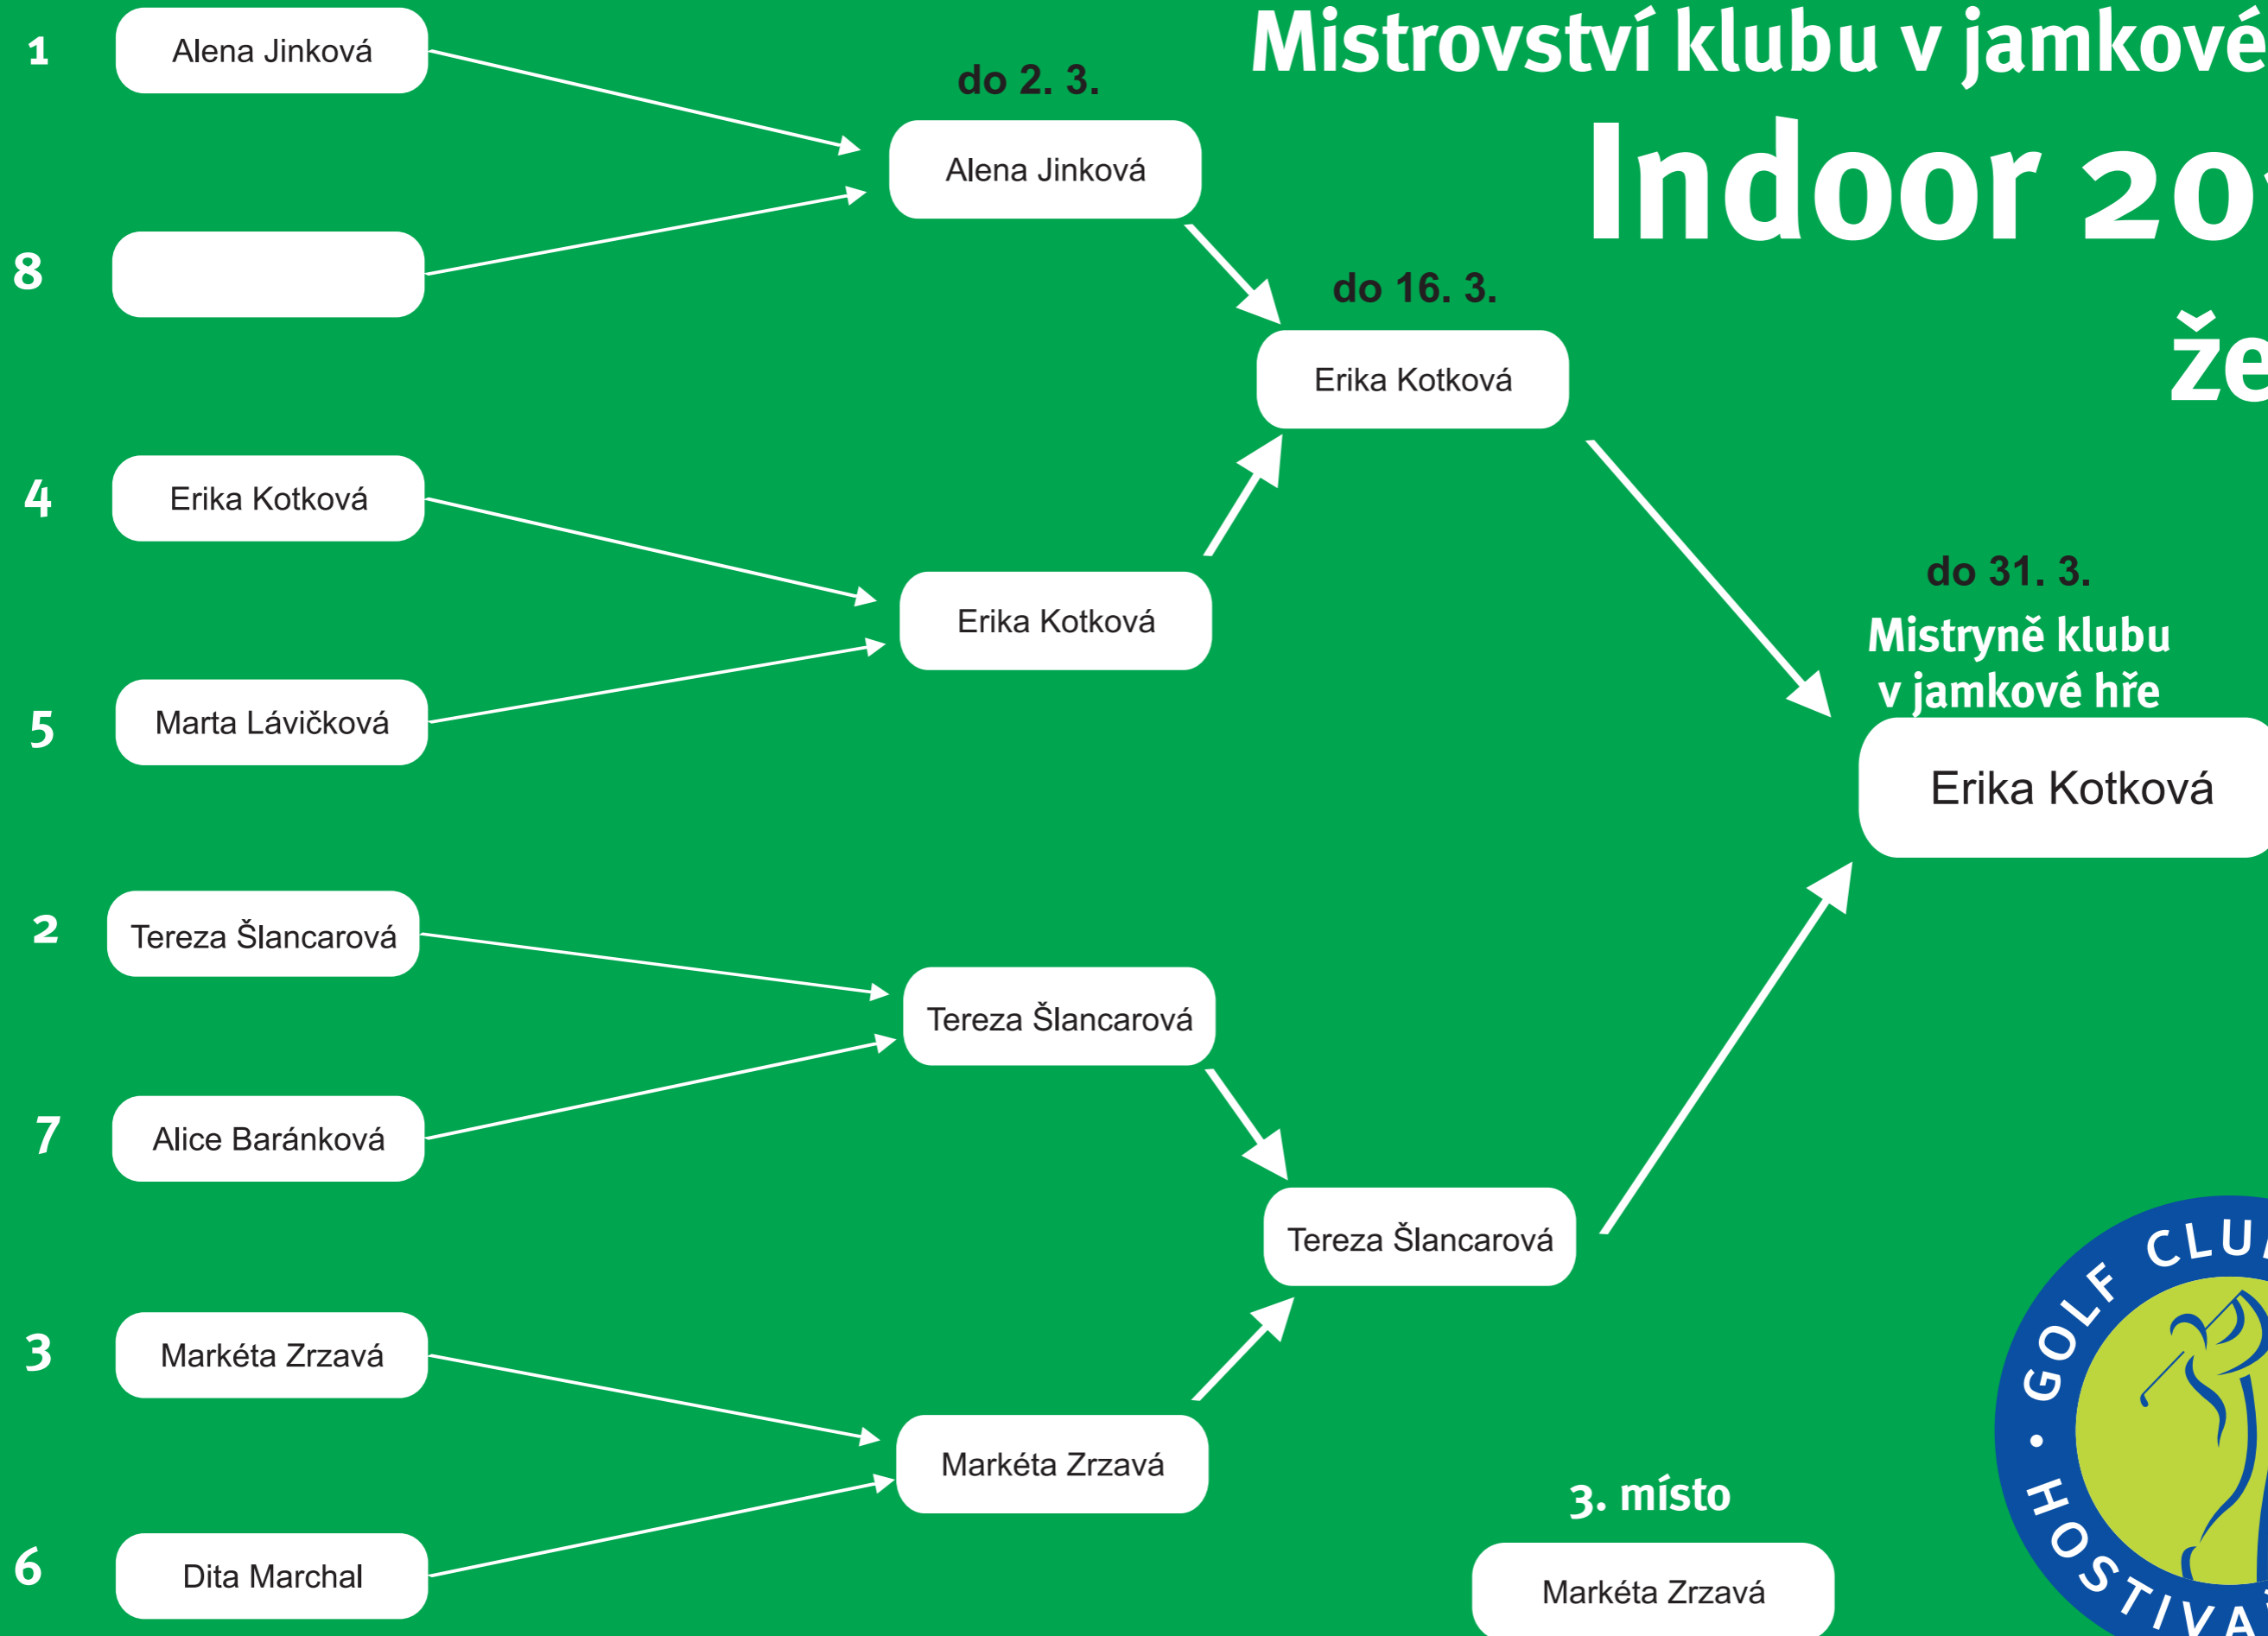 Mistrovství klubu v jamkové
Indoor 20
že
1
Alena Jinková
8
4
Erika Kotková
5
Marta Lávičková
2
Tereza Šlancarová
7
Alice Baránková
3
Markéta Zrzavá
6
Dita Marchal
do 2. 3.
Alena Jinková
Erika Kotková
Tereza Šlancarová
Markéta Zrzavá
do 16. 3.
Erika Kotková
Tereza Šlancarová
do 31. 3.
Mistryně klubu
v jamkové hře
Erika Kotková
3. místo
Markéta Zrzavá
GOLF CLU
HOSTIVA